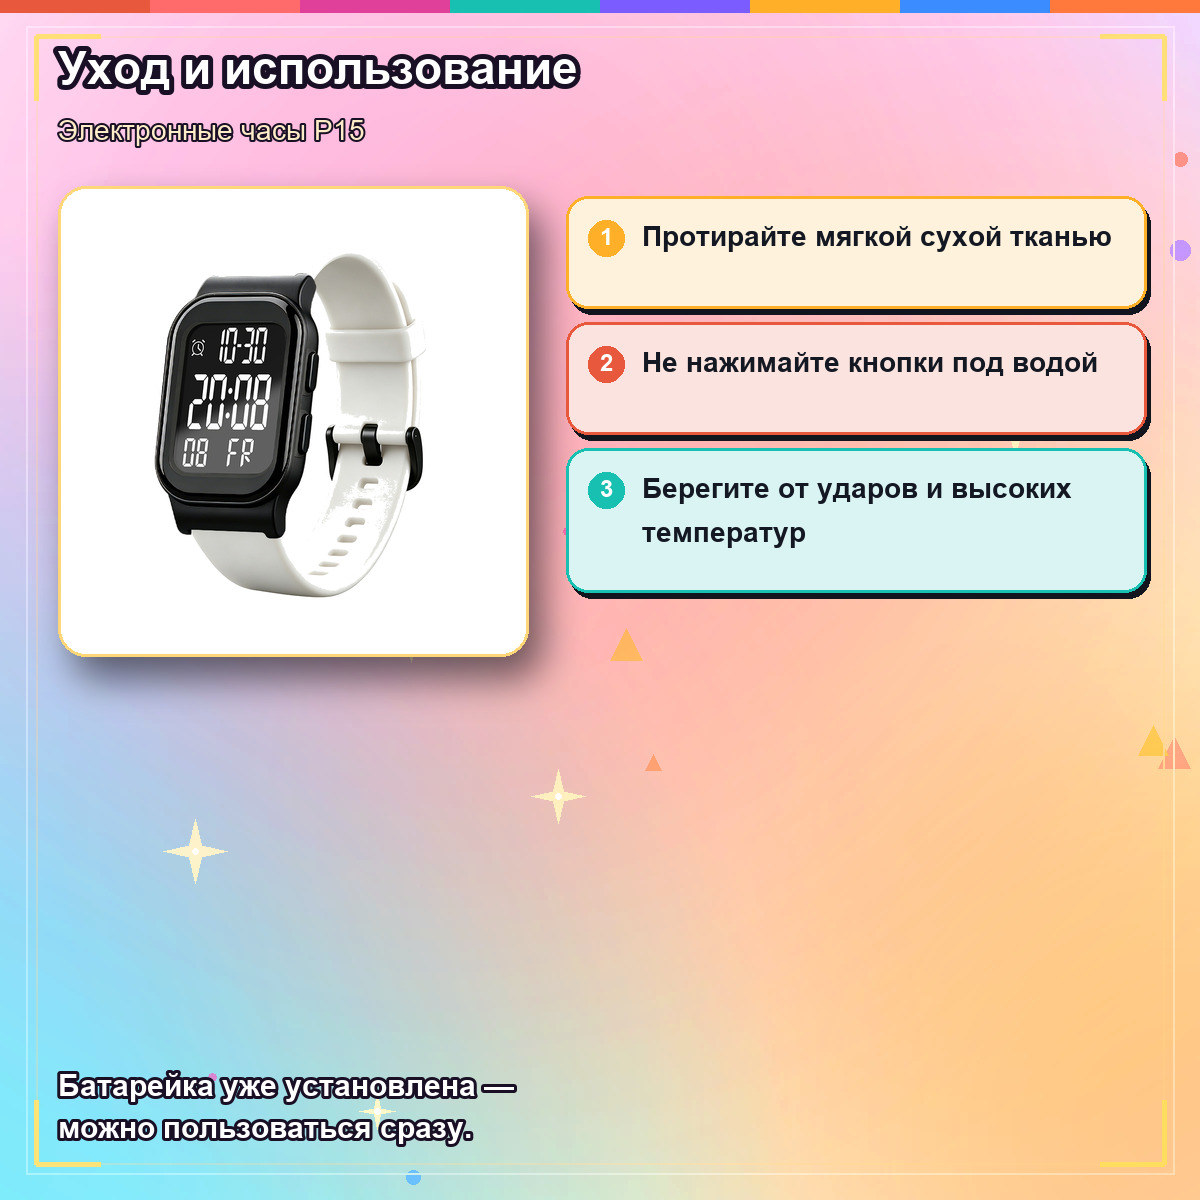 Уход и использование
Электронные часы P15
10:30
20:08
08 FR
1 Протирайте мягкой сухой тканью
2 Не нажимайте кнопки под водой
3 Берегите от ударов и высоких
температур
Батарейка уже установлена —
можно пользоваться сразу.